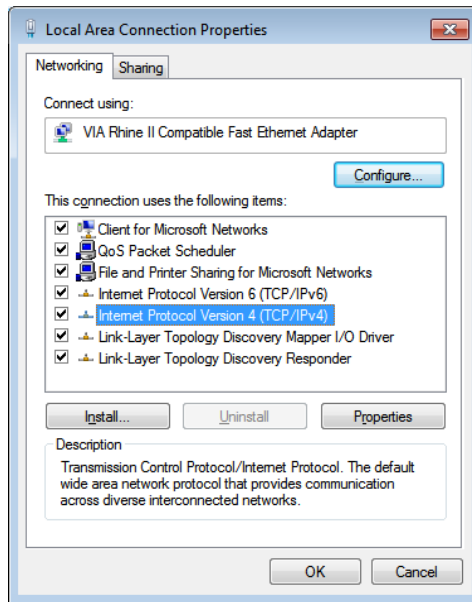 Local Area Connection Properties
Networking
Sharing
Connect using:
VIA Rhine II Compatible Fast Ethernet Adapter
Configure...
This connection uses the following items:
Client for Microsoft Networks
QoS Packet Scheduler
File and Printer Sharing for Microsoft Networks
Internet Protocol Version 6 (TCP/IPv6)
Internet Protocol Version 4 (TCP/IPv4)
Link-Layer Topology Discovery Mapper I/O Driver
Link-Layer Topology Discovery Responder
Install...
Uninstall
Properties
Description
Transmission Control Protocol/Internet Protocol. The default
wide area network protocol that provides communication
across diverse interconnected networks.
OK
Cancel